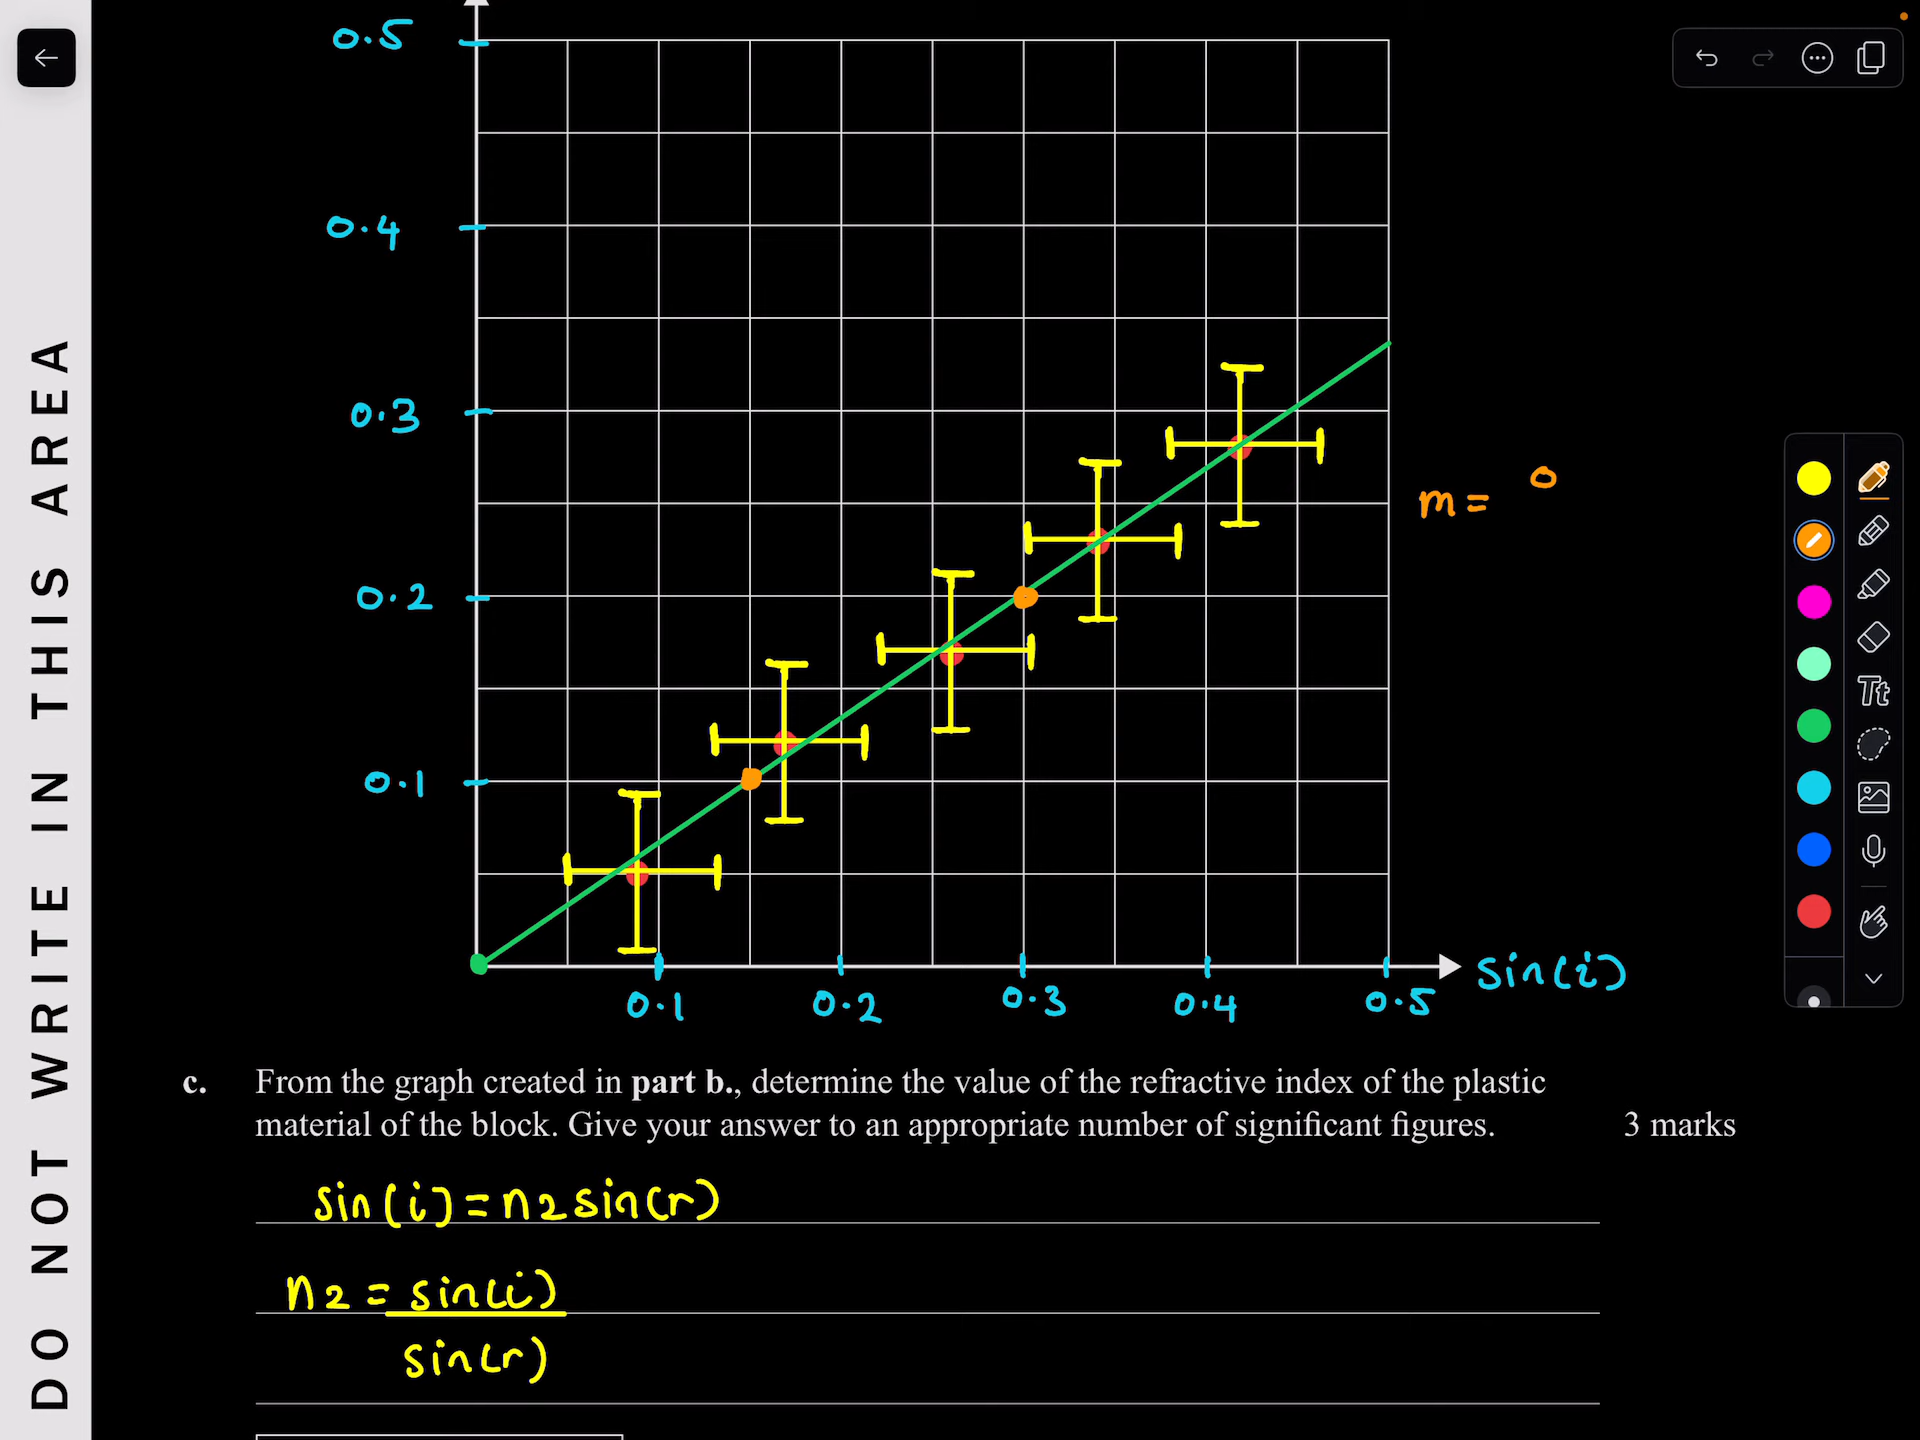 DO NOT WRITE IN THIS AREA
0.5
0.4
0.3
0.2
0.1
m = 0
0.1 0.2 0.3 0.4 0.5 sin(i)
c. From the graph created in part b., determine the value of the refractive index of the plastic
material of the block. Give your answer to an appropriate number of significant figures. 3 marks
sin(i) = n2 sin(r)
n2 = sin(i)
sin(r)
Tt